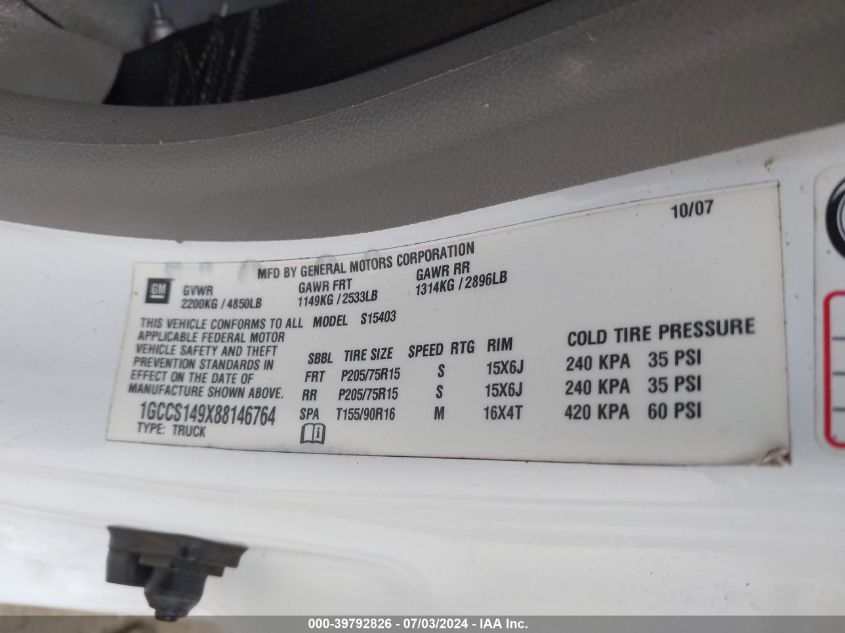 10/07
MFD BY GENERAL MOTORS CORPORATION
GM
GVWR GAWR FRT GAWR RR
2200KG / 4850LB 1149KG / 2533LB 1314KG / 2896LB
THIS VEHICLE CONFORMS TO ALL MODEL S15403
APPLICABLE FEDERAL MOTOR
VEHICLE SAFETY AND THEFT
PREVENTION STANDARDS IN
EFFECT ON THE DATE OF
MANUFACTURE SHOWN ABOVE.
1GCCS149X88146764
TYPE: TRUCK
SBBL TIRE SIZE SPEED RTG RIM COLD TIRE PRESSURE
FRT P205/75R15 S 15X6J 240 KPA 35 PSI
RR P205/75R15 S 15X6J 240 KPA 35 PSI
SPA T155/90R16 M 16X4T 420 KPA 60 PSI
000-39792826 - 07/03/2024 - IAA Inc.